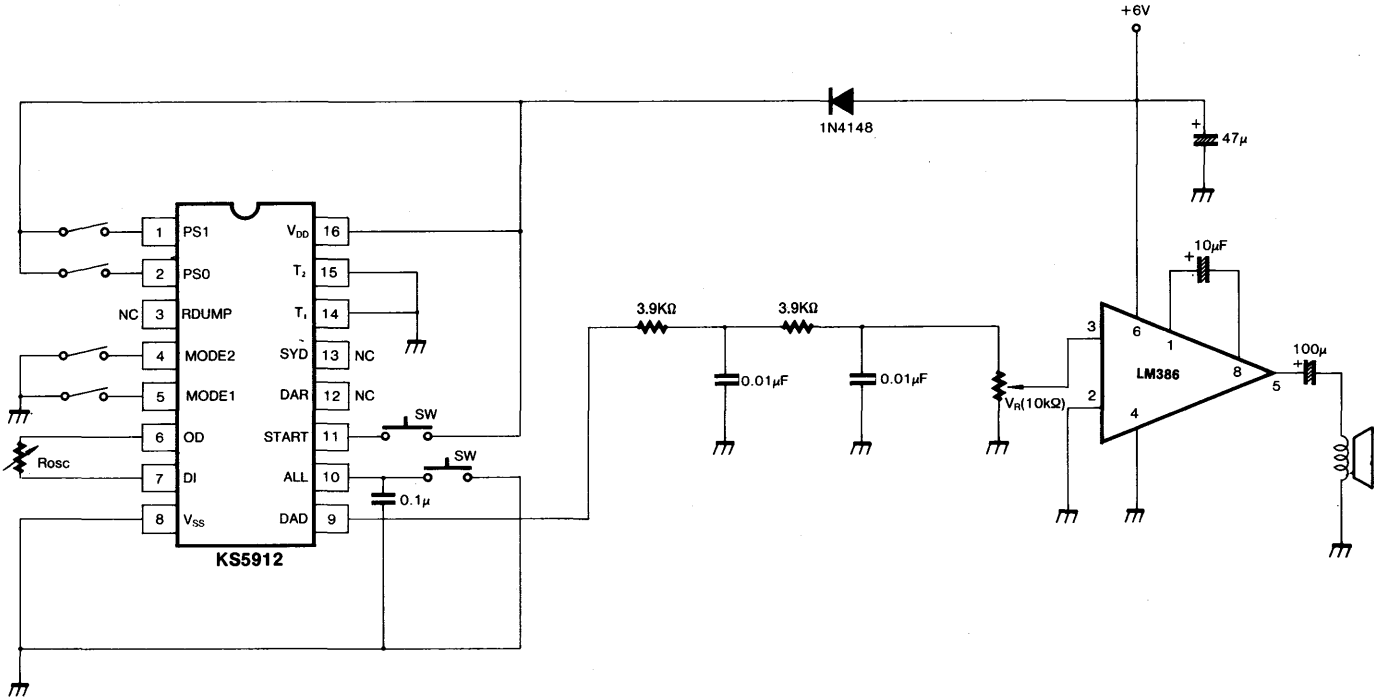 +6V
1N4148
+
47μ
1 PS1
VDD 16
2 PS0
T2 15
NC 3 RDUMP
T1 14
4 MODE2
SYD 13 NC
5 MODE1
DAR 12 NC
6 OD
START 11
SW
Rosc
7 DI
ALL 10
SW
0.1μ
8 VSS
DAD 9
KS5912
3.9KΩ
3.9KΩ
0.01μF
0.01μF
VR(10kΩ)
10μF
+
3
6
1
2
LM386
8
4
5
100μ
+